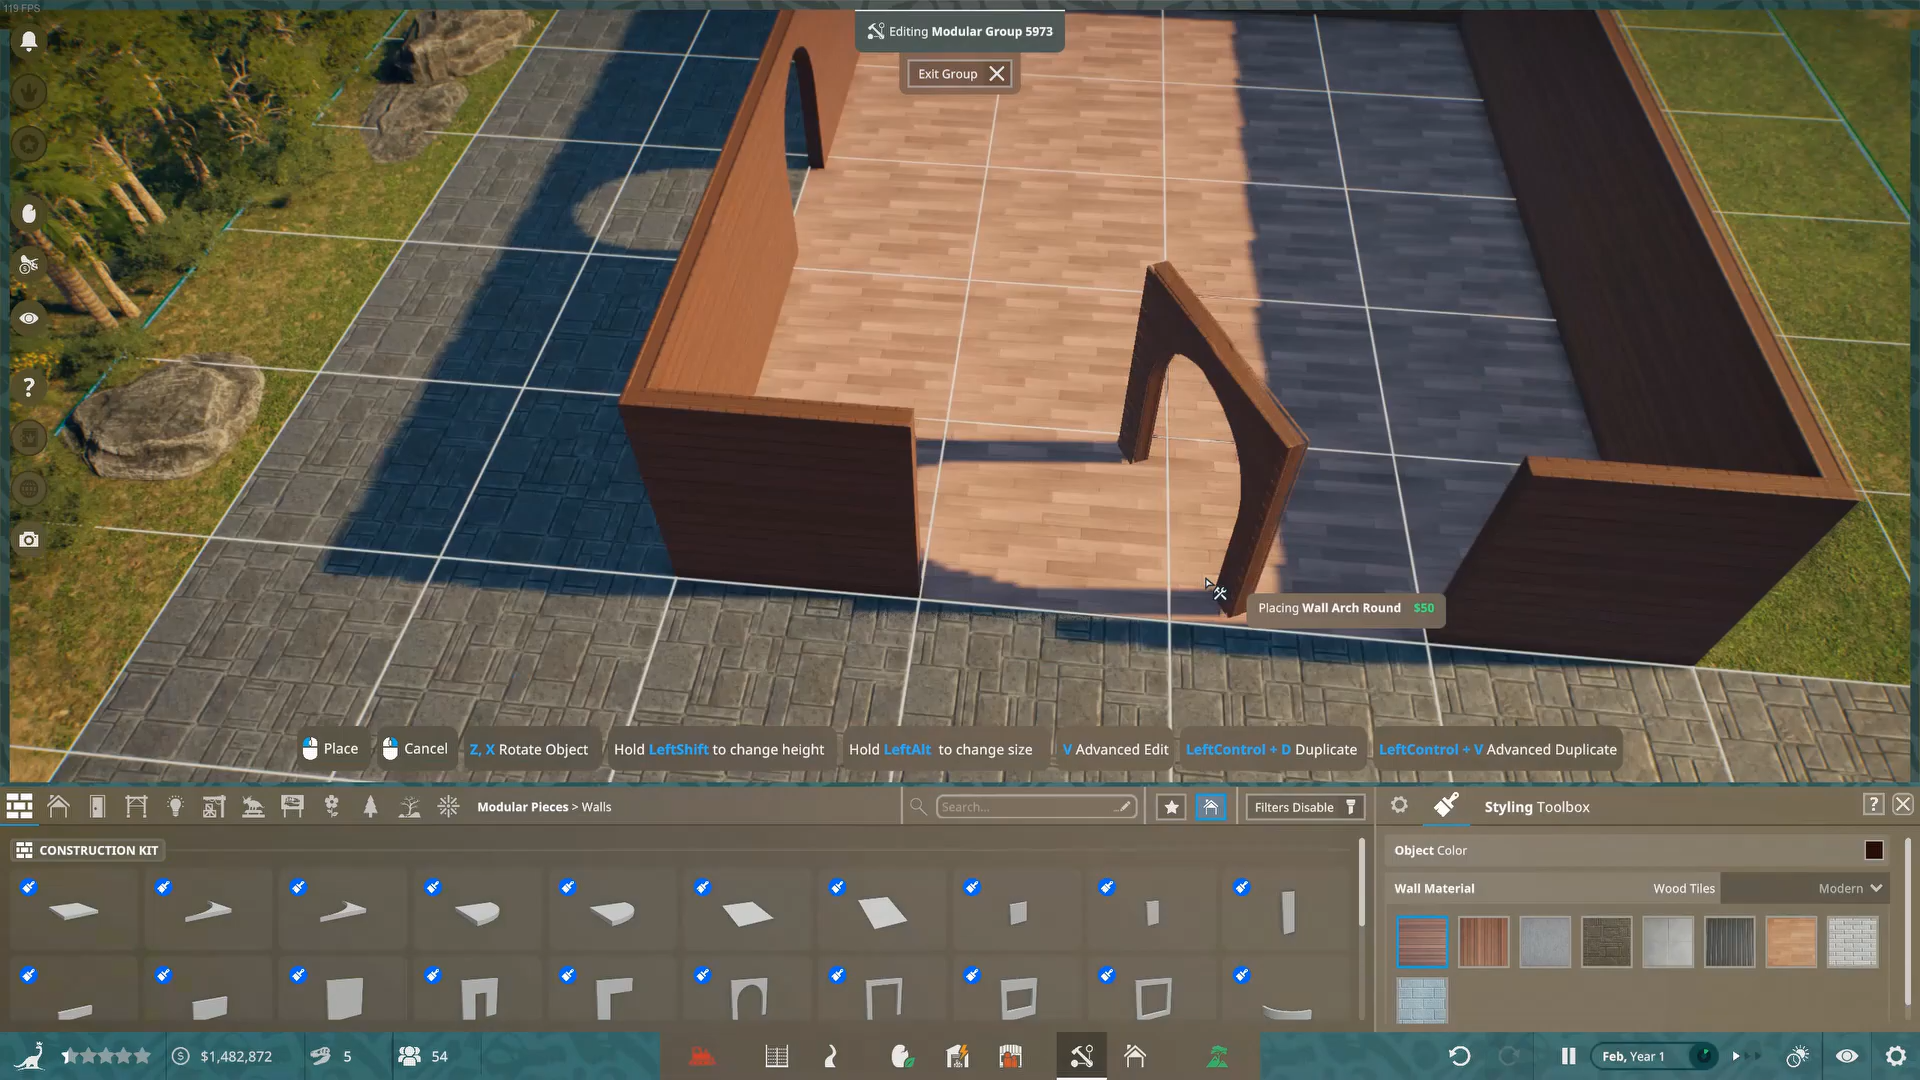 119 FPS
Editing Modular Group 5973
Exit Group
Placing Wall Arch Round $50
Place
Cancel
Z, X Rotate Object
Hold LeftShift to change height
Hold LeftAlt to change size
V Advanced Edit
LeftControl + D Duplicate
LeftControl + V Advanced Duplicate
Modular Pieces > Walls
Search...
Filters Disable
Styling Toolbox
?
CONSTRUCTION KIT
Object Color
Wall Material
Wood Tiles
Modern
$1,482,872
5
54
Feb, Year 1